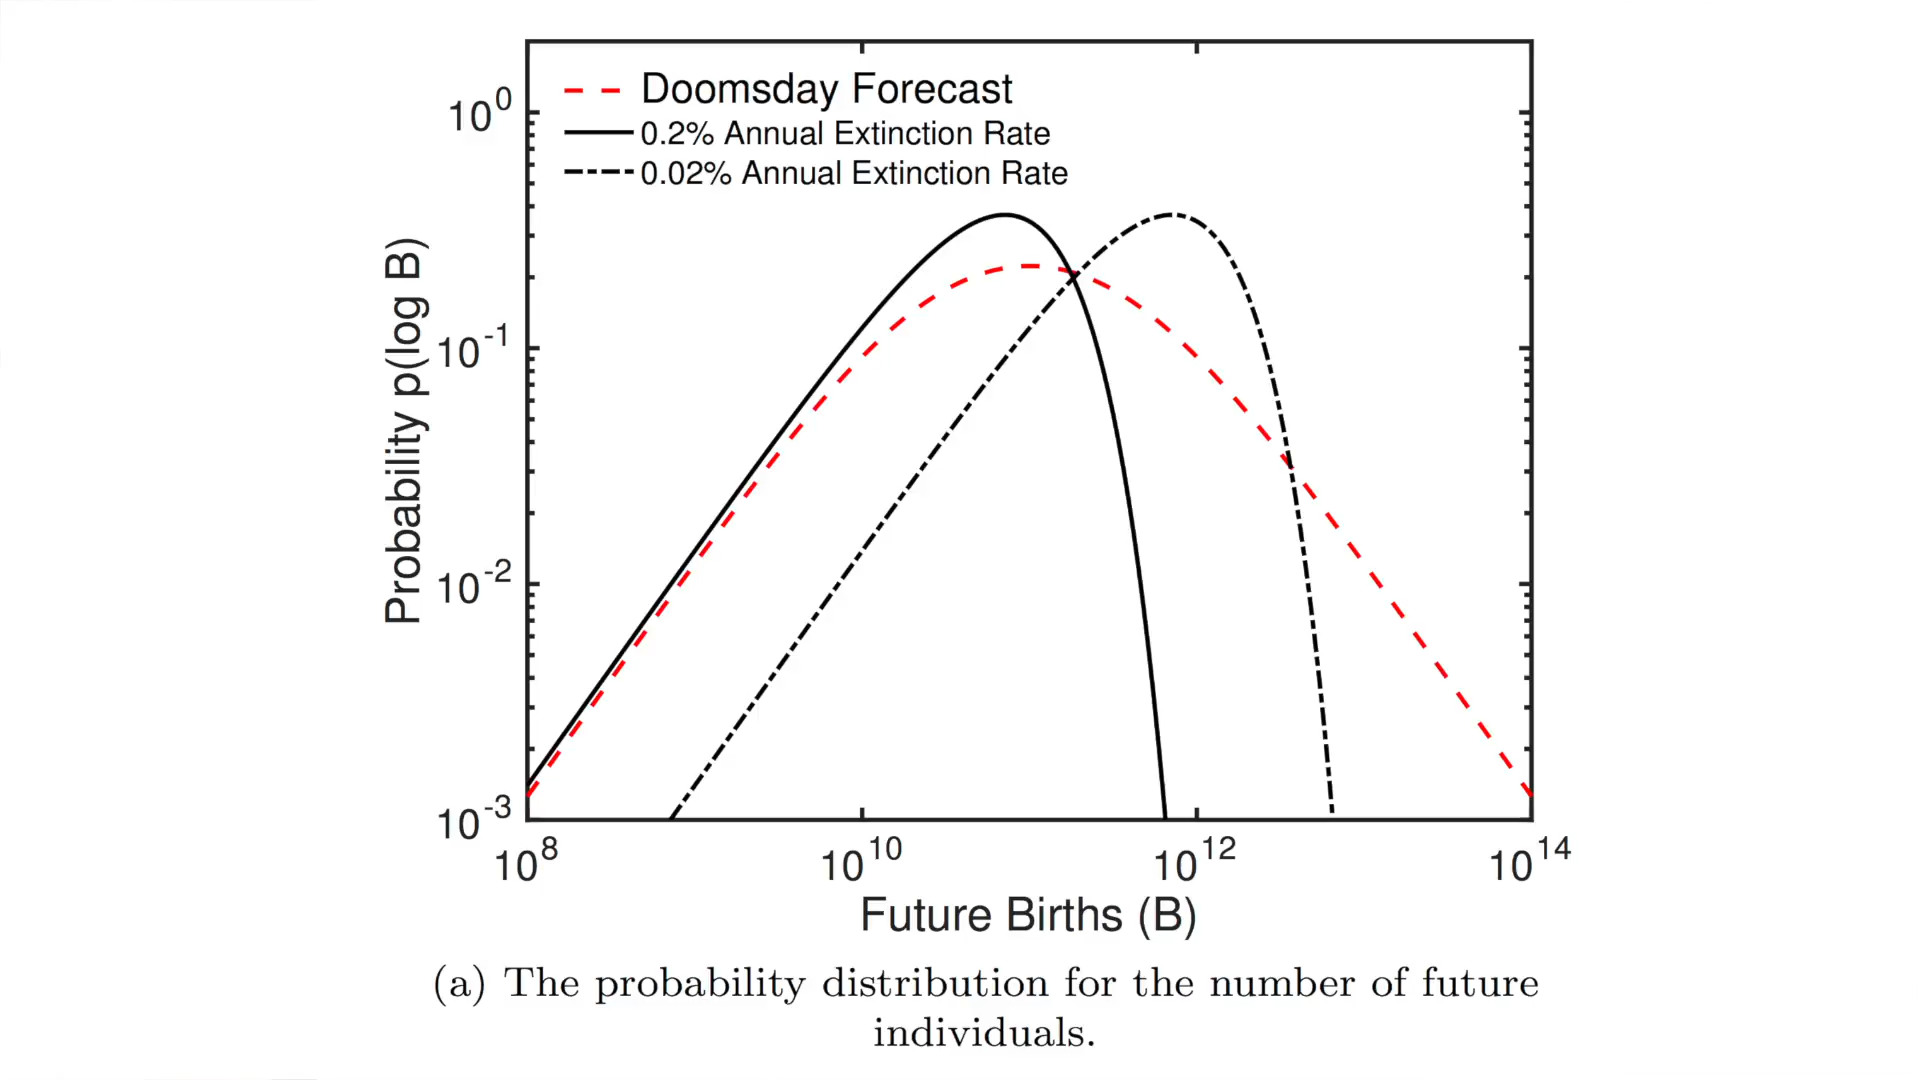 Doomsday Forecast
0.2% Annual Extinction Rate
0.02% Annual Extinction Rate
Probability p(log B)
10^0
10^-1
10^-2
10^-3
10^8 10^10 10^12 10^14
Future Births (B)
(a) The probability distribution for the number of future
individuals.